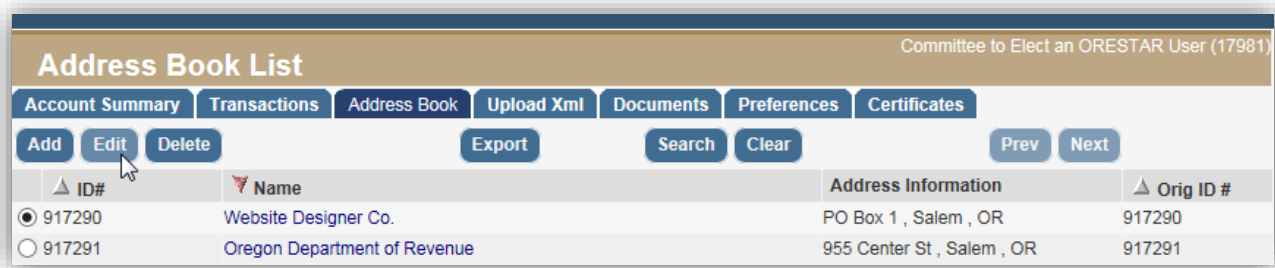 Committee to Elect an ORESTAR User (17981)
Address Book List
Account Summary Transactions Address Book Upload Xml Documents Preferences Certificates
Add Edit Delete Export Search Clear Prev Next
ID# Name Address Information Orig ID #
917290 Website Designer Co. PO Box 1 , Salem , OR 917290
917291 Oregon Department of Revenue 955 Center St , Salem , OR 917291